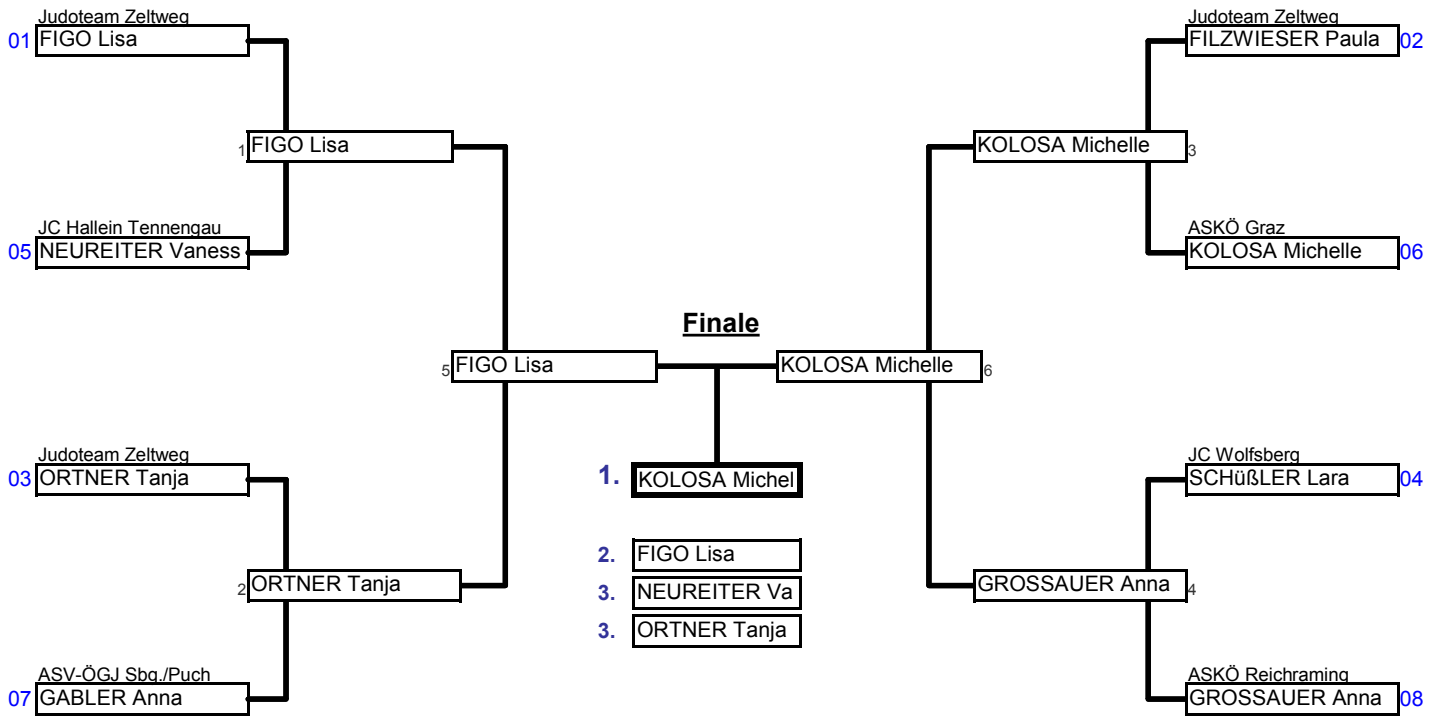 Judoteam Zeltweg
01 FIGO Lisa
1 FIGO Lisa
JC Hallein Tennengau
05 NEUREITER Vaness
5 FIGO Lisa
Judoteam Zeltweg
03 ORTNER Tanja
2 ORTNER Tanja
ASV-ÖGJ Sbg./Puch
07 GABLER Anna
Finale
1. KOLOSA Michel
2. FIGO Lisa
3. NEUREITER Va
3. ORTNER Tanja
Judoteam Zeltweg
FILZWIESER Paula 02
KOLOSA Michelle 3
ASKÖ Graz
KOLOSA Michelle 06
KOLOSA Michelle 6
JC Wolfsberg
SCHüßLER Lara 04
GROSSAUER Anna 4
ASKÖ Reichraming
GROSSAUER Anna 08